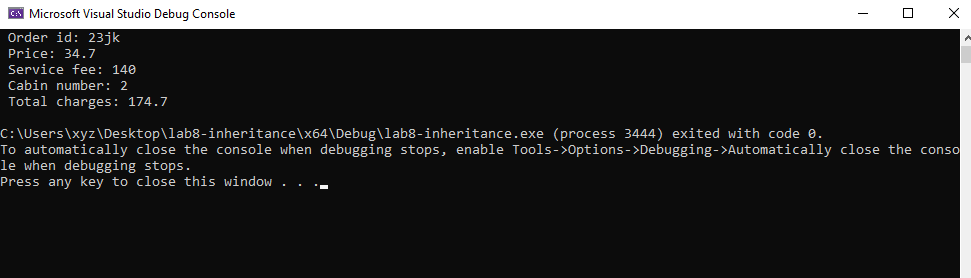 Microsoft Visual Studio Debug Console
Order id: 23jk
Price: 34.7
Service fee: 140
Cabin number: 2
Total charges: 174.7
C:\Users\xyz\Desktop\lab8-inheritance\x64\Debug\lab8-inheritance.exe (process 3444) exited with code 0.
To automatically close the console when debugging stops, enable Tools->Options->Debugging->Automatically close the conso
le when debugging stops.
Press any key to close this window . . .